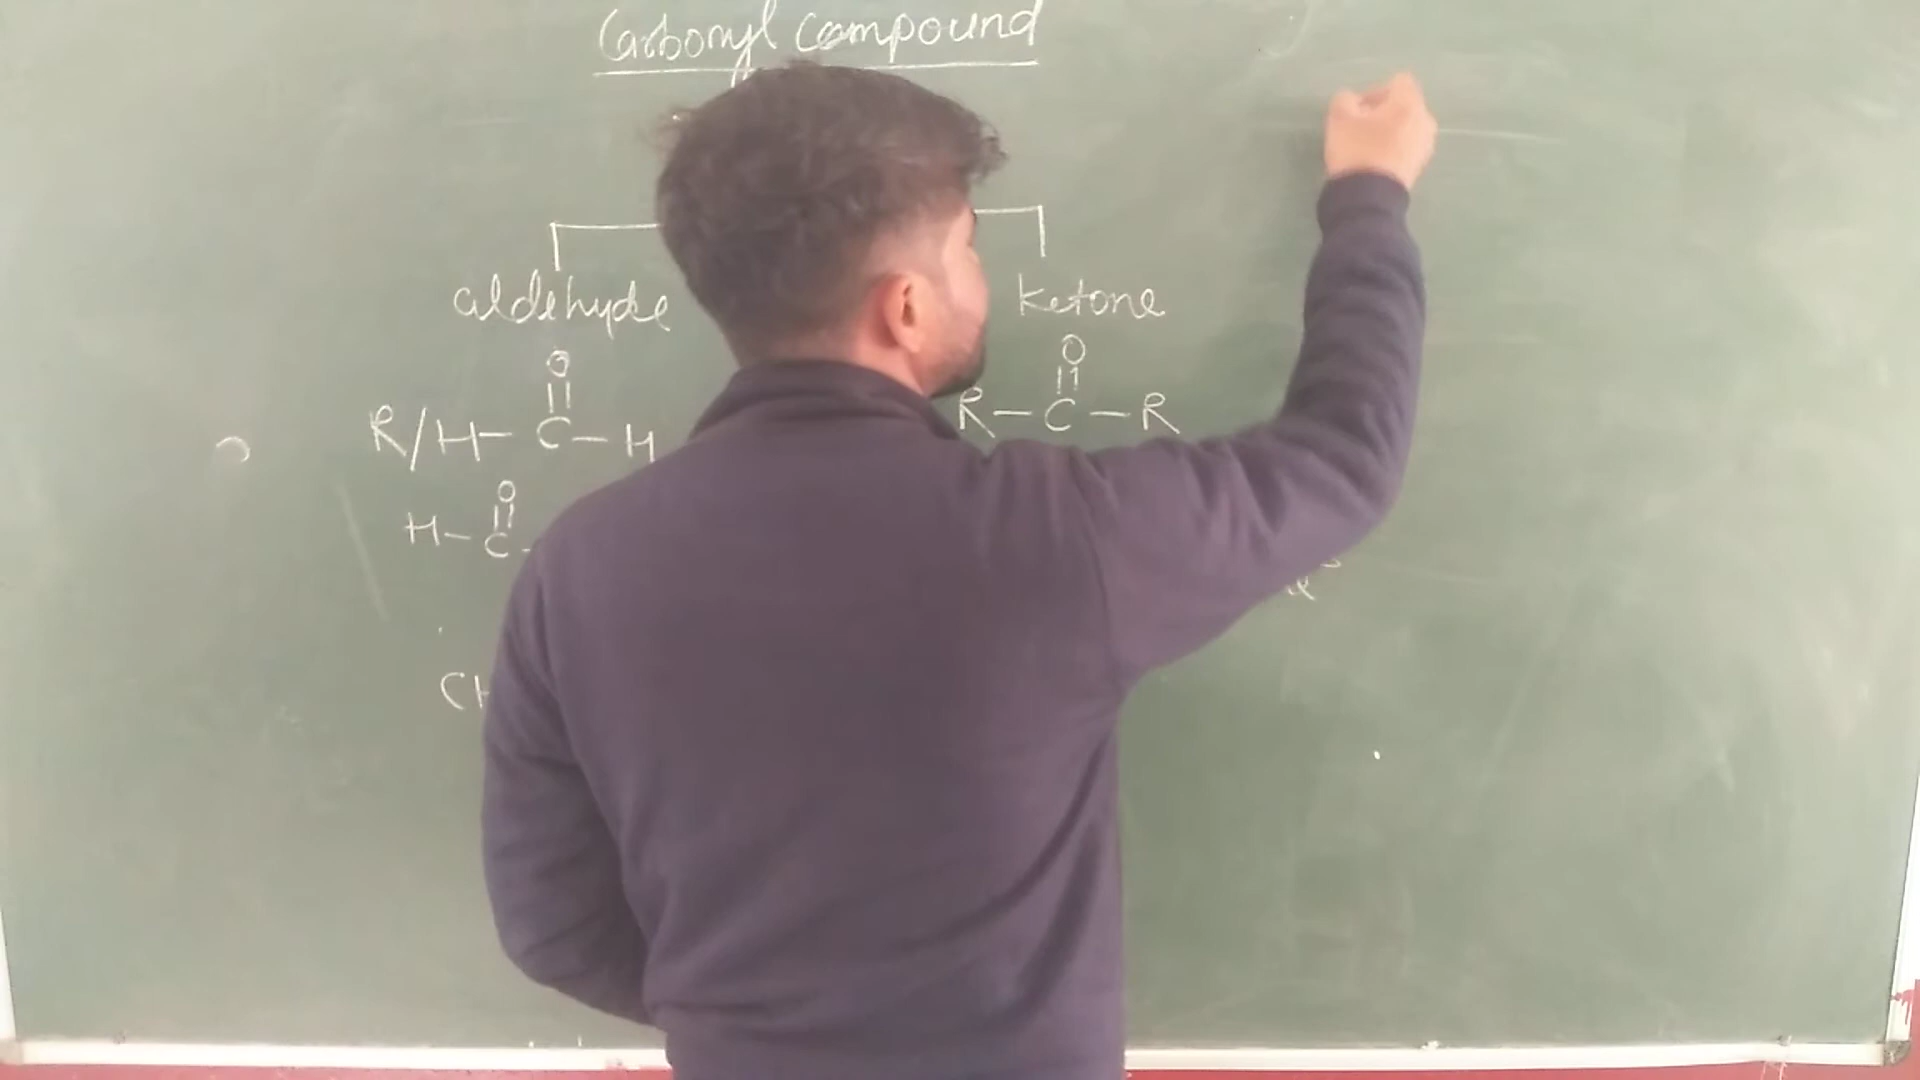 Carbonyl compound
aldehyde ketone
O O
|| ||
R/H-C-H R-C-R
O
||
H-C-
CH